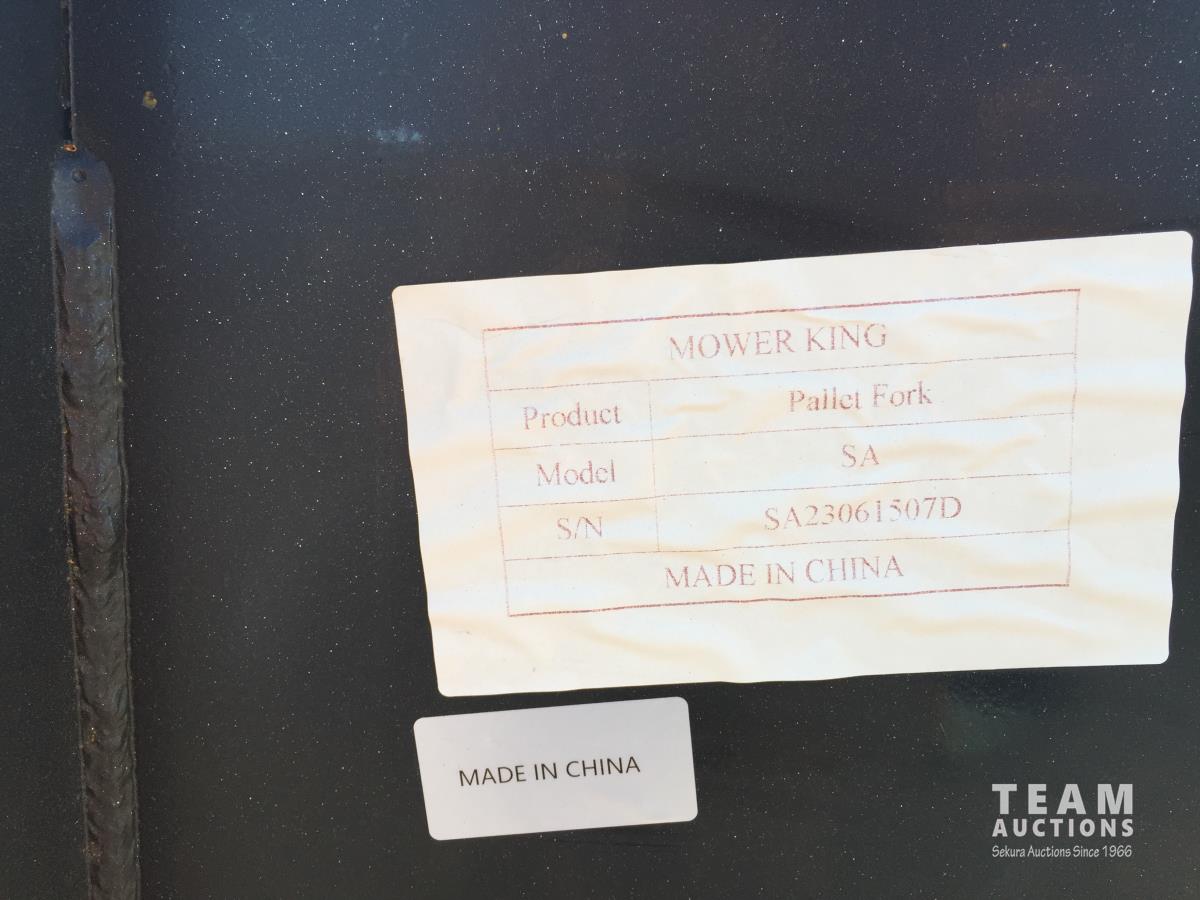 MOWER KING
Product Pallet Fork
Model SA
S/N SA23061507D
MADE IN CHINA
MADE IN CHINA
TEAM
AUCTIONS
Sekura Auctions Since 1966